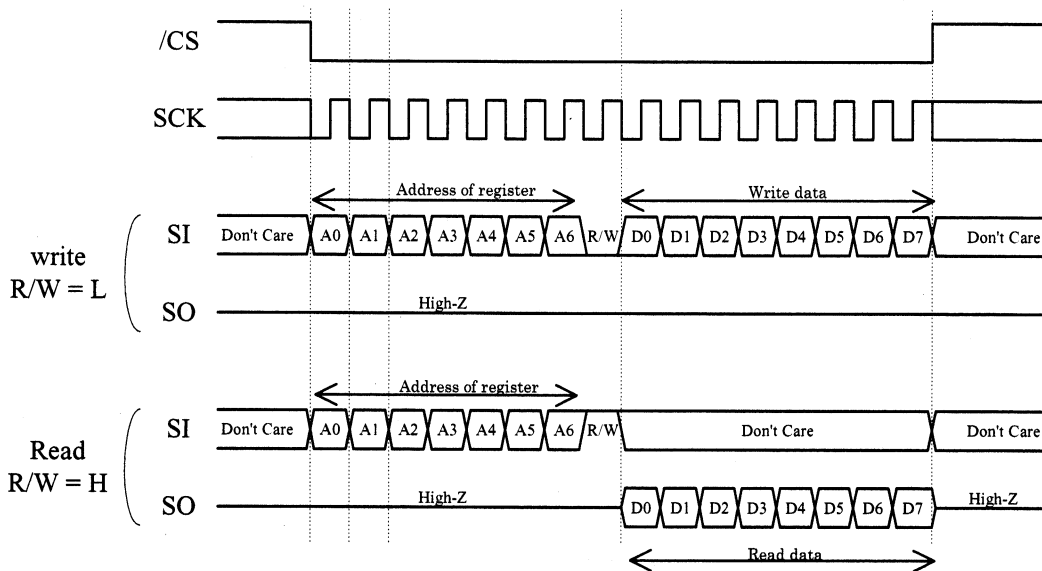 /CS
SCK
Address of register
Write data
SI
Don't Care
A0
A1
A2
A3
A4
A5
A6
R/W
D0
D1
D2
D3
D4
D5
D6
D7
Don't Care
write
R/W = L
SO
High-Z
Address of register
SI
Don't Care
A0
A1
A2
A3
A4
A5
A6
R/W
Don't Care
Don't Care
Read
R/W = H
SO
High-Z
D0
D1
D2
D3
D4
D5
D6
D7
High-Z
Read data